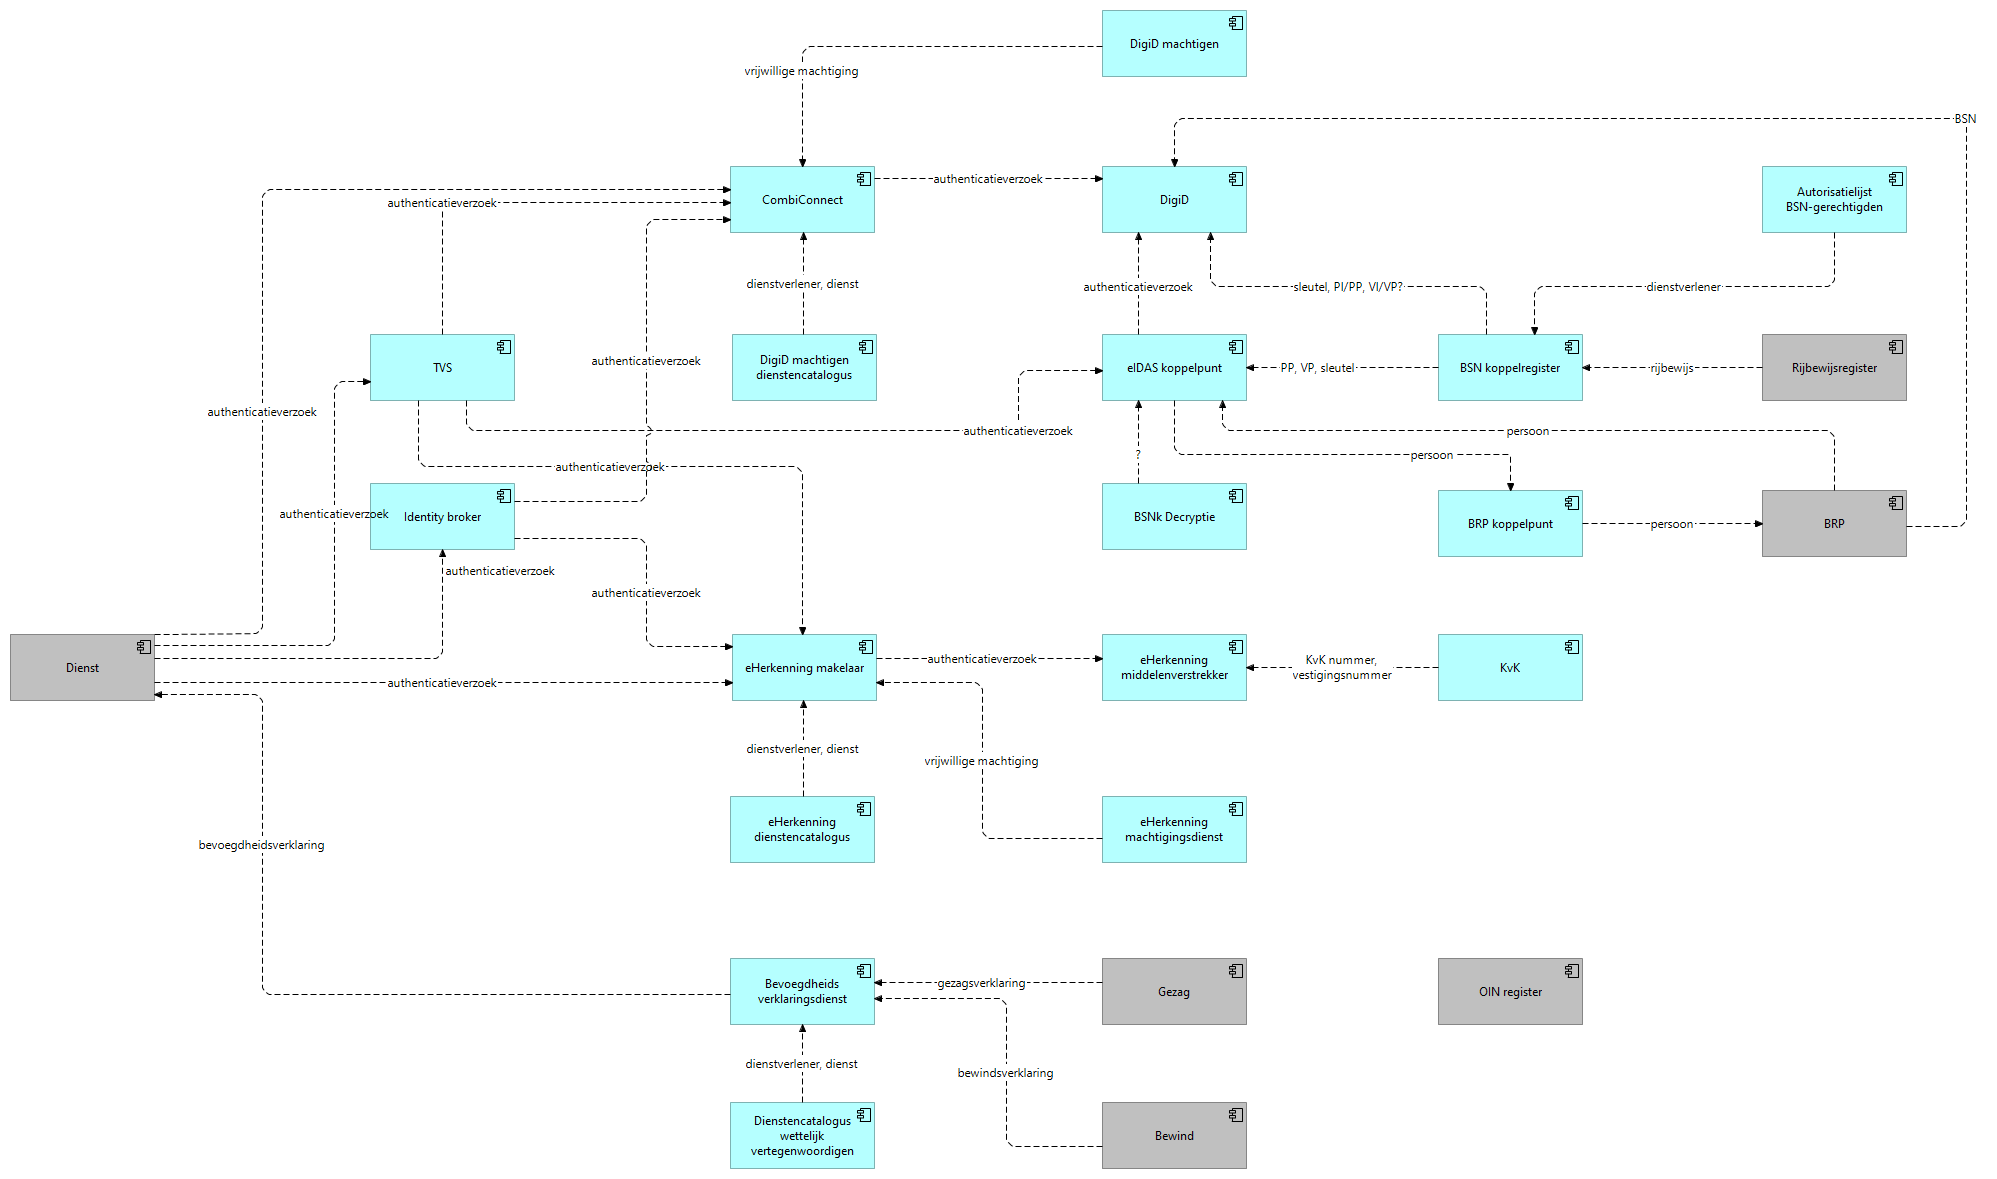 DigiD machtigen
vrijwillige machtiging
BSN
CombiConnect
authenticatieverzoek
DigiD
Autorisatielijst
BSN-gerechtigden
authenticatieverzoek
dienstverlener, dienst
authenticatieverzoek
sleutel, PI/PP, VI/VP?
dienstverlener
TVS
authenticatieverzoek
DigiD machtigen
dienstencatalogus
eIDAS koppelpunt
PP, VP, sleutel
BSN koppelregister
rijbewijs
Rijbewijsregister
authenticatieverzoek
authenticatieverzoek
persoon
authenticatieverzoek
?
persoon
authenticatieverzoek
Identity broker
BSNk Decryptie
BRP koppelpunt
persoon
BRP
authenticatieverzoek
authenticatieverzoek
Dienst
authenticatieverzoek
eHerkenning makelaar
authenticatieverzoek
eHerkenning
middelenverstrekker
KvK nummer,
vestigingsnummer
KvK
dienstverlener, dienst
vrijwillige machtiging
bevoegdheidsverklaring
eHerkenning
dienstencatalogus
eHerkenning
machtigingsdienst
Bevoegdheids
verklaringsdienst
gezagsverklaring
Gezag
OIN register
dienstverlener, dienst
bewindsverklaring
Dienstencatalogus
wettelijk
vertegenwoordigen
Bewind